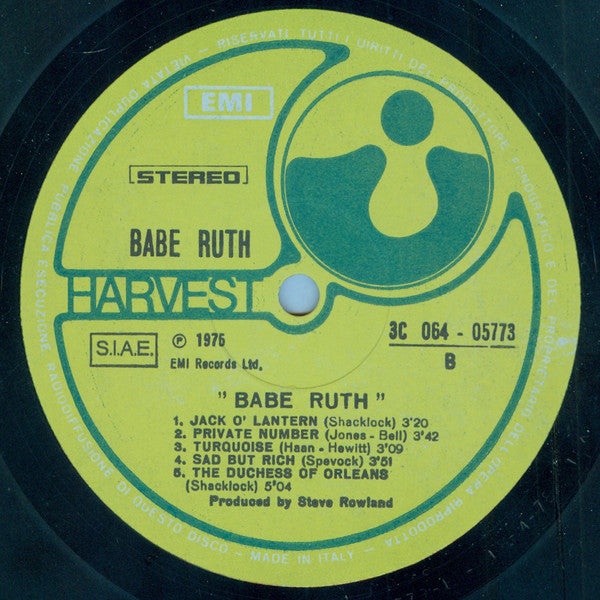 VIETATA DUPLICAZIONE - RISERVATI TUTTI I DIRITTI DEL PRODUTTORE FONOGRAFICO E DEL PROPRIETARIO DELL'OPERA RIPRODOTTA
EMI
[STEREO]
BABE RUTH
HARVEST
S.I.A.E.
℗ 1976
EMI Records Ltd.
3C 064 - 05773
B
" BABE RUTH "
1. JACK O' LANTERN (Shacklock) 3'20
2. PRIVATE NUMBER (Jones - Bell) 3'42
3. TURQUOISE (Haan - Hewitt) 3'09
4. SAD BUT RICH (Spevock) 3'51
5. THE DUCHESS OF ORLEANS
(Shacklock) 5'04
Produced by Steve Rowland
PUBBLICA ESECUZIONE RADIODIFFUSIONE DI QUESTO DISCO - MADE IN ITALY -